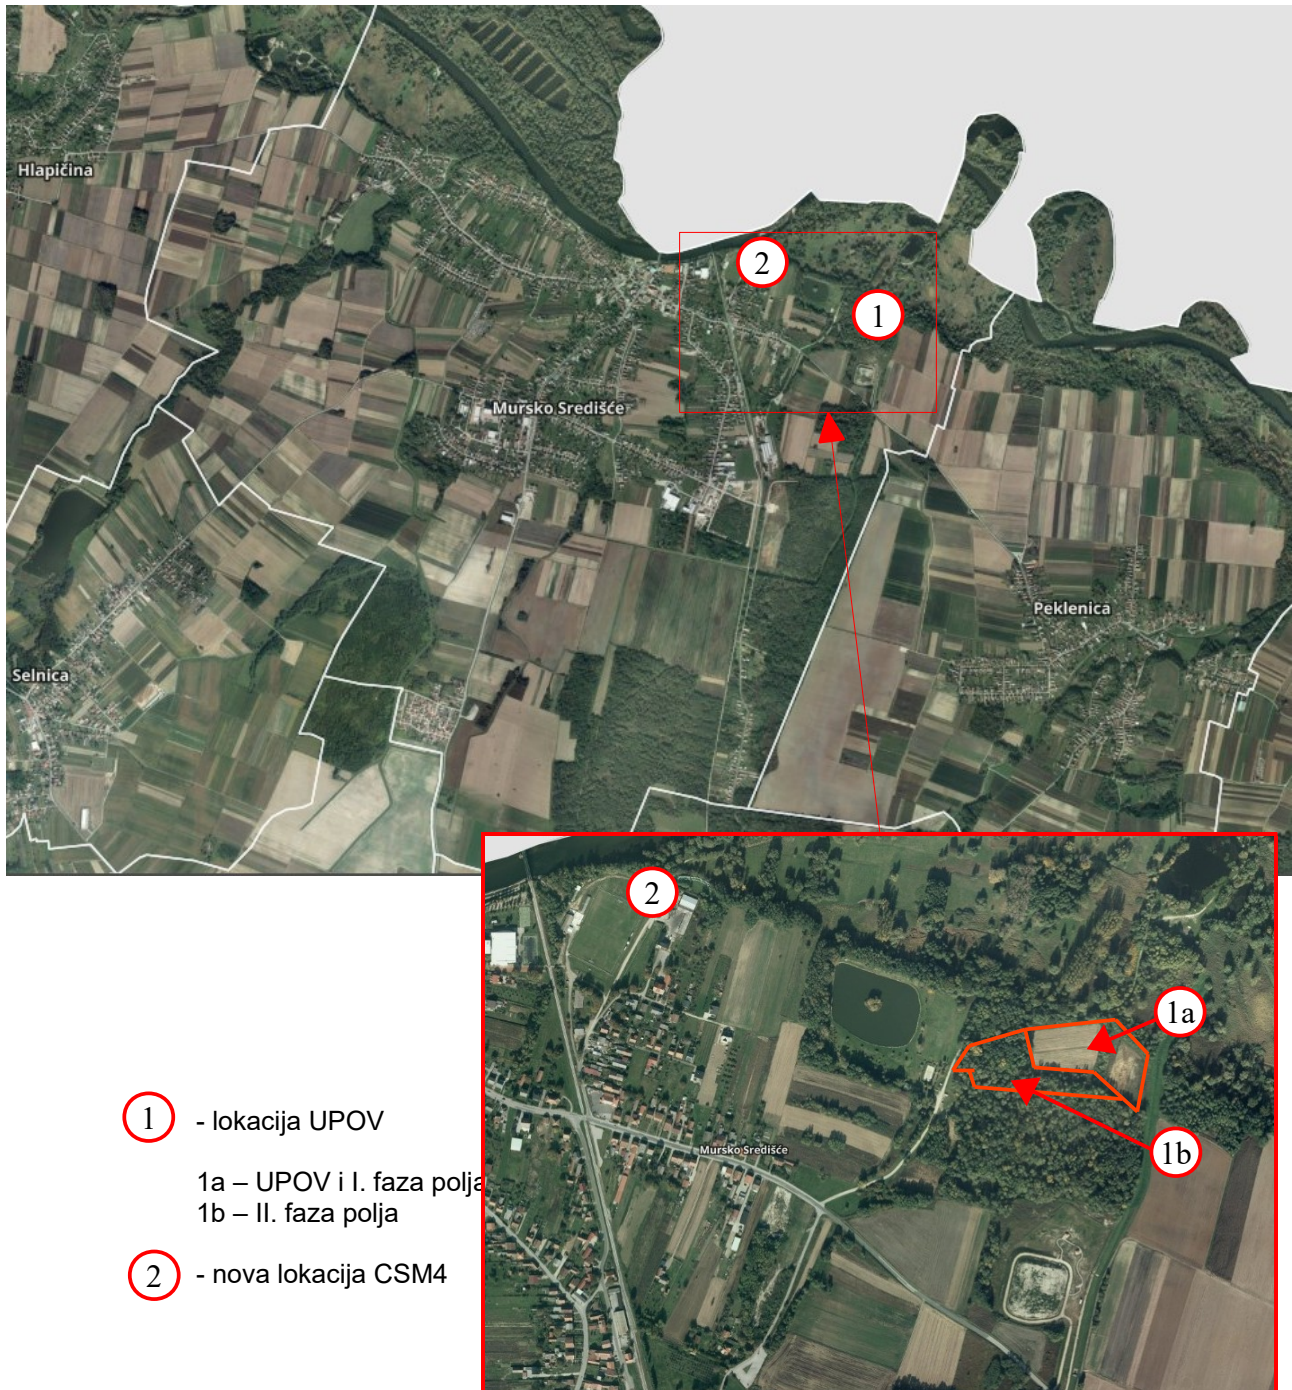 Hlapičina
2
1
Mursko Središće
Peklenica
Selnica
2
1a
1b
Mursko Središće
1 - lokacija UPOV
1a – UPOV i I. faza polja
1b – II. faza polja
2 - nova lokacija CSM4